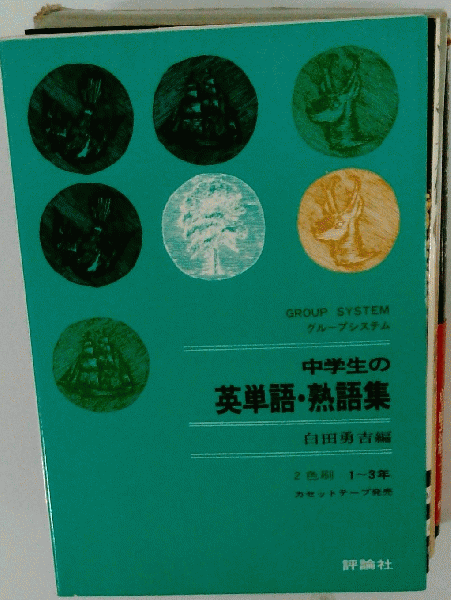 GROUP SYSTEM
グループシステム
中学生の
英単語・熟語集
白田勇吉編
2色刷 1～3年
カセットテープ発売
評論社